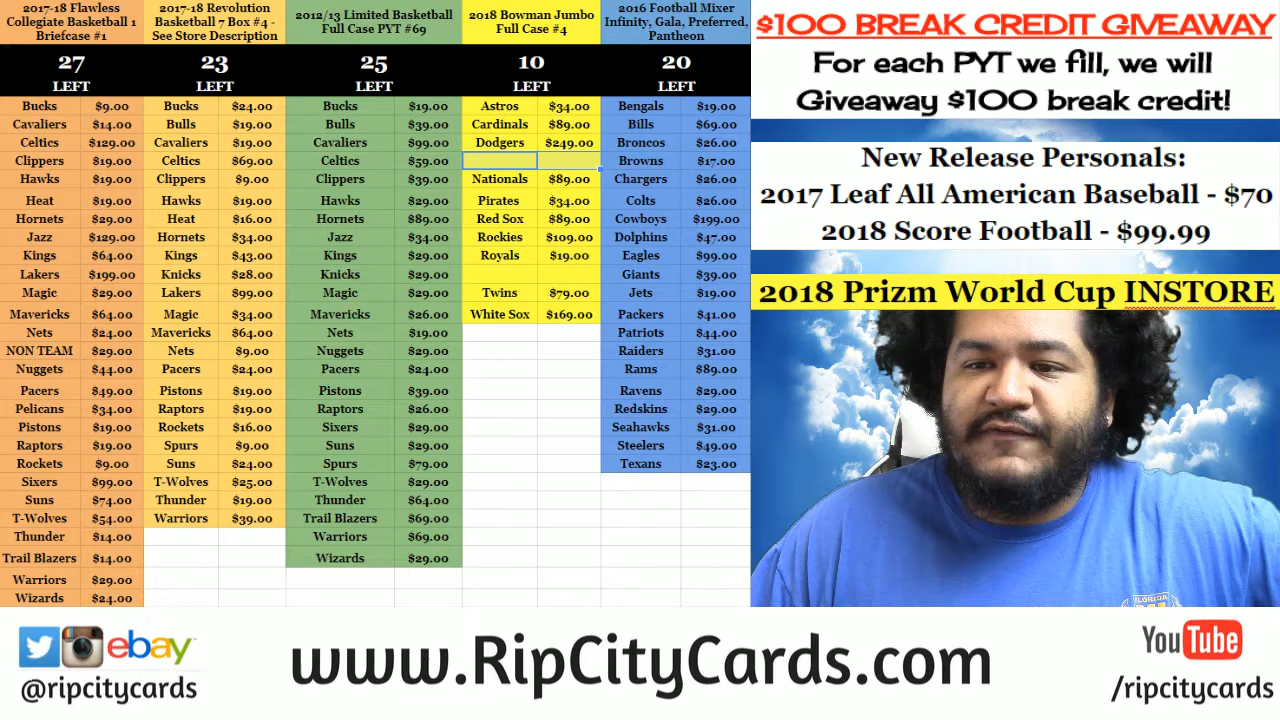 2017-18 Flawless
Collegiate Basketball 1
Briefcase #1
27
LEFT
Bucks $9.00
Cavaliers $14.00
Celtics $129.00
Clippers $19.00
Hawks $19.00
Heat $19.00
Hornets $29.00
Jazz $129.00
Kings $64.00
Lakers $199.00
Magic $29.00
Mavericks $64.00
Nets $24.00
NON TEAM $29.00
Nuggets $44.00
Pacers $49.00
Pelicans $34.00
Pistons $19.00
Raptors $19.00
Rockets $9.00
Sixers $99.00
Suns $74.00
T-Wolves $54.00
Thunder $14.00
Trail Blazers $14.00
Warriors $29.00
Wizards $24.00
2017-18 Revolution
Basketball 7 Box #4 -
See Store Description
23
LEFT
Bucks $24.00
Bulls $19.00
Cavaliers $19.00
Celtics $69.00
Clippers $9.00
Hawks $19.00
Heat $16.00
Hornets $34.00
Kings $43.00
Knicks $28.00
Lakers $99.00
Magic $34.00
Mavericks $64.00
Nets $9.00
Pacers $24.00
Pistons $19.00
Raptors $19.00
Rockets $16.00
Spurs $9.00
Suns $24.00
T-Wolves $25.00
Thunder $19.00
Warriors $39.00
2012/13 Limited Basketball
Full Case PYT #69
25
LEFT
Bucks $19.00
Bulls $39.00
Cavaliers $99.00
Celtics $59.00
Clippers $39.00
Hawks $29.00
Hornets $89.00
Jazz $34.00
Kings $29.00
Knicks $29.00
Magic $29.00
Mavericks $26.00
Nets $19.00
Nuggets $29.00
Pacers $24.00
Pistons $39.00
Raptors $26.00
Sixers $29.00
Suns $29.00
Spurs $79.00
T-Wolves $29.00
Thunder $64.00
Trail Blazers $69.00
Warriors $69.00
Wizards $29.00
2018 Bowman Jumbo
Full Case #4
10
LEFT
Astros $34.00
Cardinals $89.00
Dodgers $249.00
Nationals $89.00
Pirates $34.00
Red Sox $89.00
Rockies $109.00
Royals $19.00
Twins $79.00
White Sox $169.00
2016 Football Mixer
Infinity, Gala, Preferred,
Pantheon
20
LEFT
Bengals $19.00
Bills $69.00
Broncos $26.00
Browns $17.00
Chargers $26.00
Colts $26.00
Cowboys $199.00
Dolphins $47.00
Eagles $99.00
Giants $39.00
Jets $19.00
Packers $41.00
Patriots $44.00
Raiders $31.00
Rams $89.00
Ravens $29.00
Redskins $29.00
Seahawks $31.00
Steelers $49.00
Texans $23.00
$100 BREAK CREDIT GIVEAWAY
For each PYT we fill, we will
Giveaway $100 break credit!
New Release Personals:
2017 Leaf All American Baseball - $70
2018 Score Football - $99.99
2018 Prizm World Cup INSTORE
FLORIDA
ebay
@ripcitycards
www.RipCityCards.com
YouTube
/ripcitycards